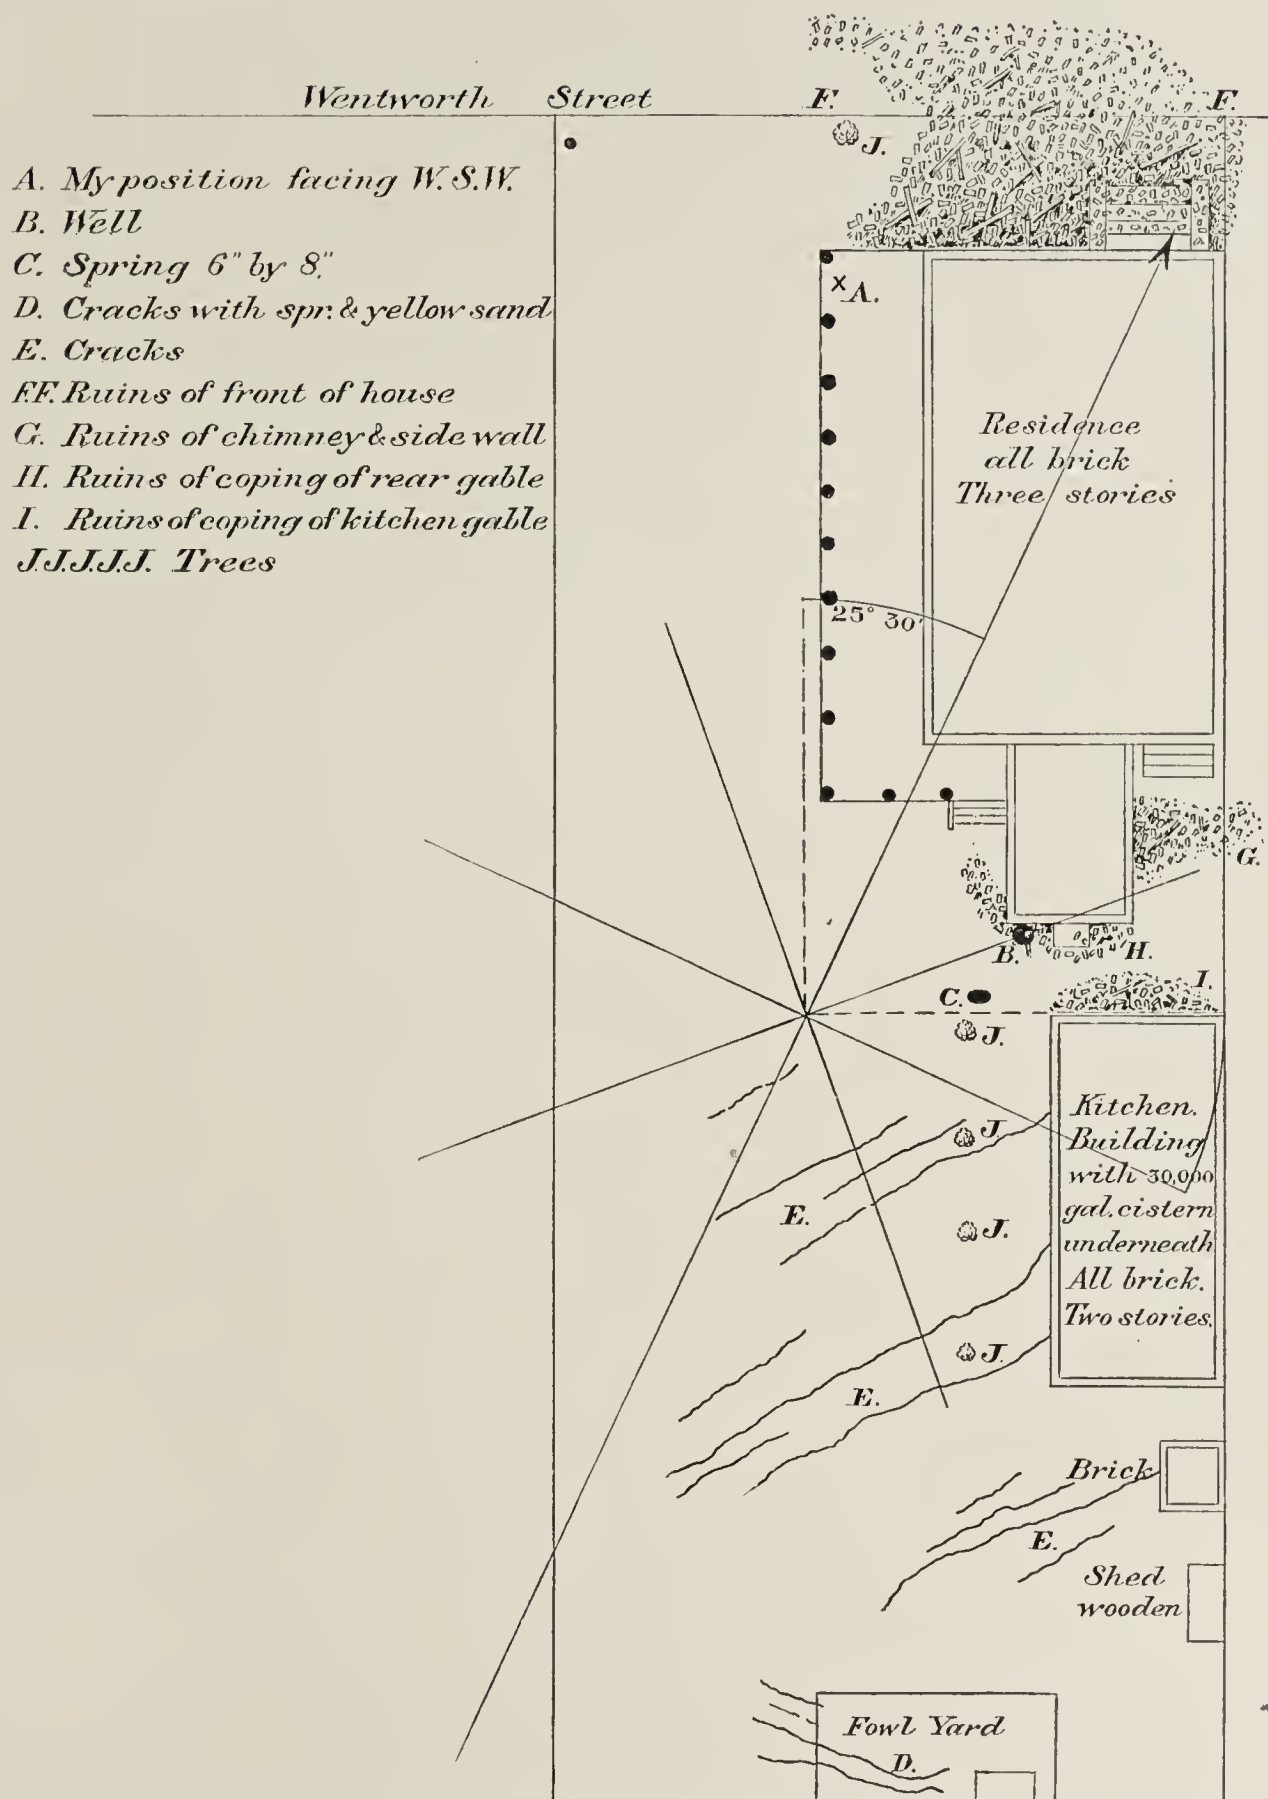 Wentworth Street
F.
F.
J.
A. My position facing W.S.W.
B. Well
C. Spring 6" by 8."
D. Cracks with spr. & yellow sand
E. Cracks
F.F. Ruins of front of house
G. Ruins of chimney & side wall
H. Ruins of coping of rear gable
I. Ruins of coping of kitchen gable
J.J.J.J.J. Trees
x A.
Residence
all brick
Three stories
25° 30'
G.
B.
H.
C.
I.
J.
Kitchen.
Building
with 30,000
gal. cistern
underneath
All brick.
Two stories.
J.
E.
J.
J.
E.
Brick
E.
Shed
wooden
Fowl Yard
D.